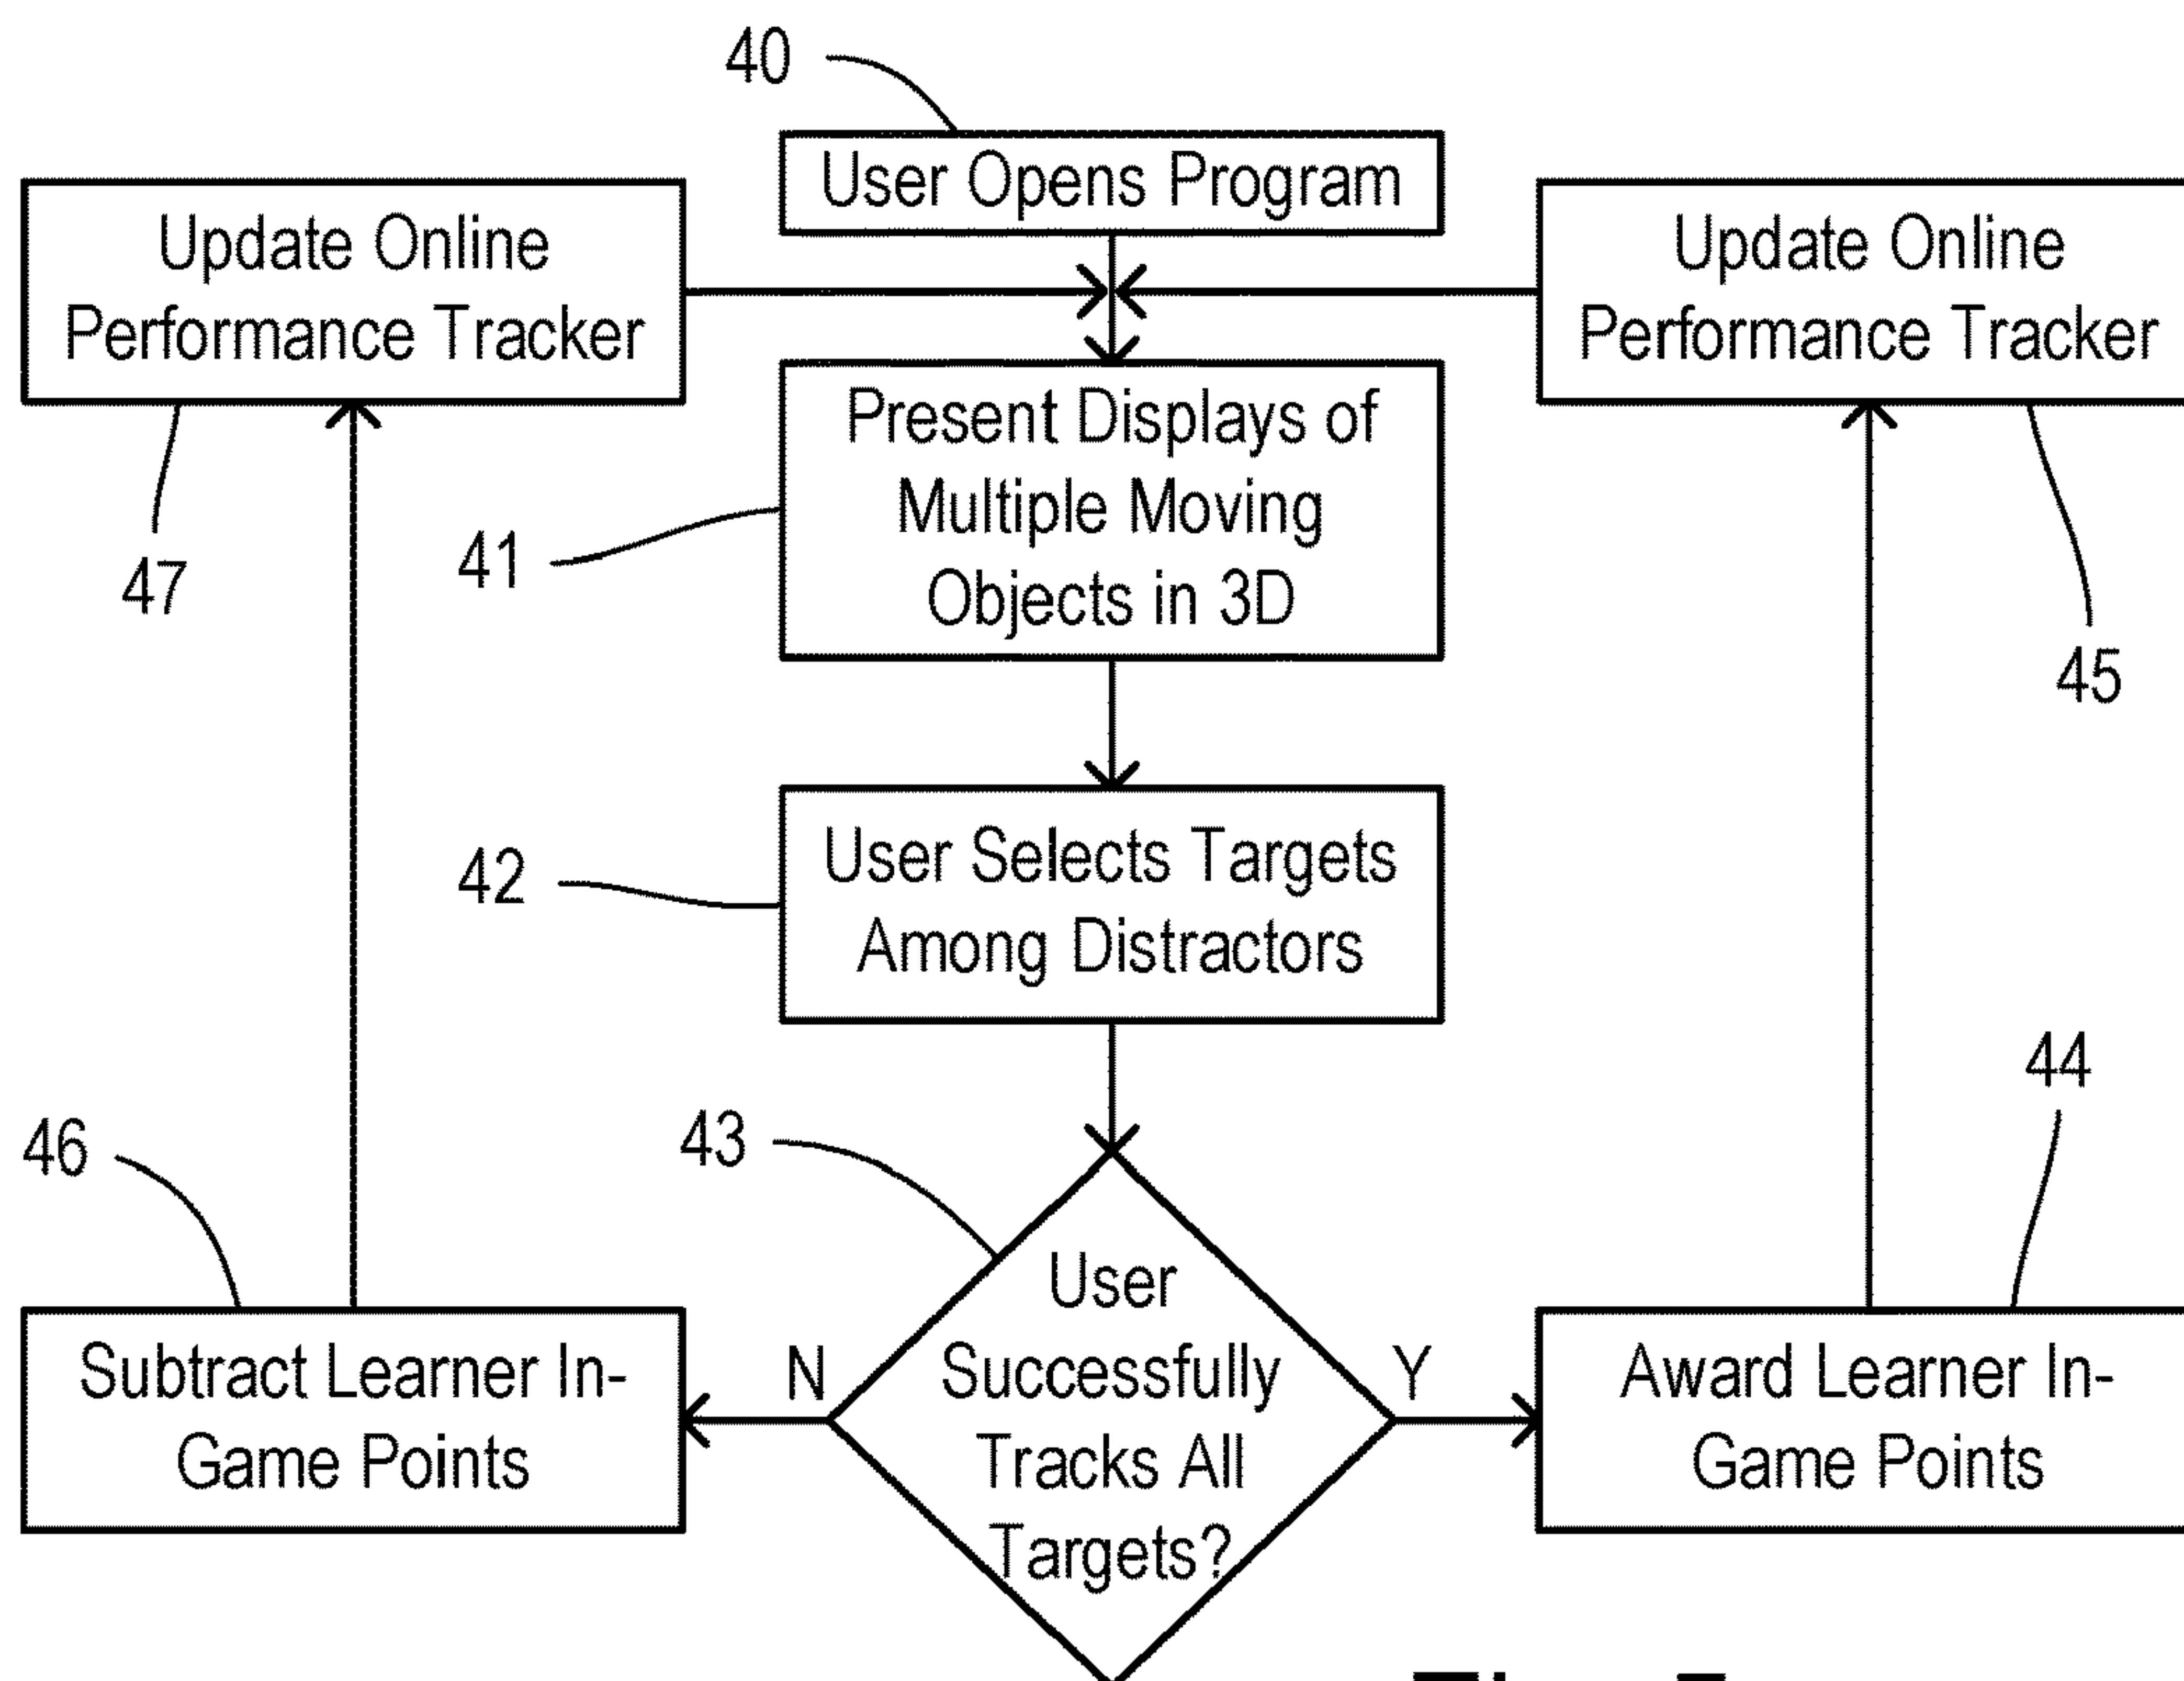 40
User Opens Program
Update Online
Performance Tracker
Update Online
Performance Tracker
Present Displays of
Multiple Moving
Objects in 3D
41
47
45
User Selects Targets
Among Distractors
42
43
44
46
User
Successfully
Tracks All
Targets?
N
Y
Subtract Learner In-
Game Points
Award Learner In-
Game Points